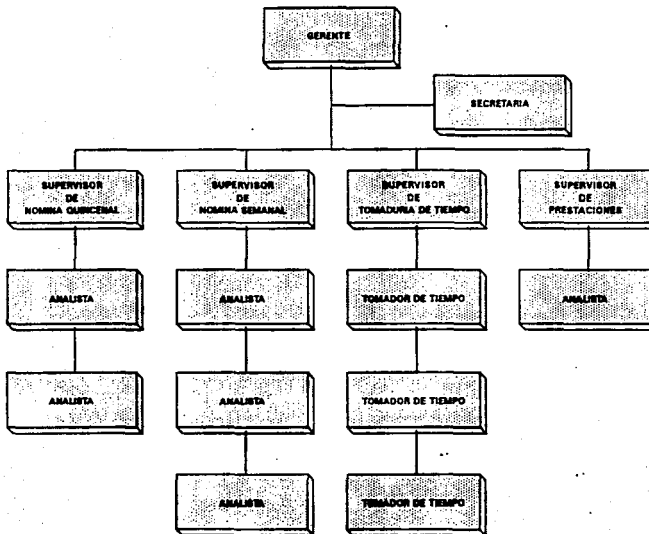 GERENTE
SECRETARIA
SUPERVISOR
DE
NOMINA QUINCENAL
SUPERVISOR
DE
NOMINA SEMANAL
SUPERVISOR
DE
TOMADURIA DE TIEMPO
SUPERVISOR
DE
PRESTACIONES
ANALISTA
ANALISTA
TOMADOR DE TIEMPO
ANALISTA
ANALISTA
ANALISTA
TOMADOR DE TIEMPO
ANALISTA
TOMADOR DE TIEMPO